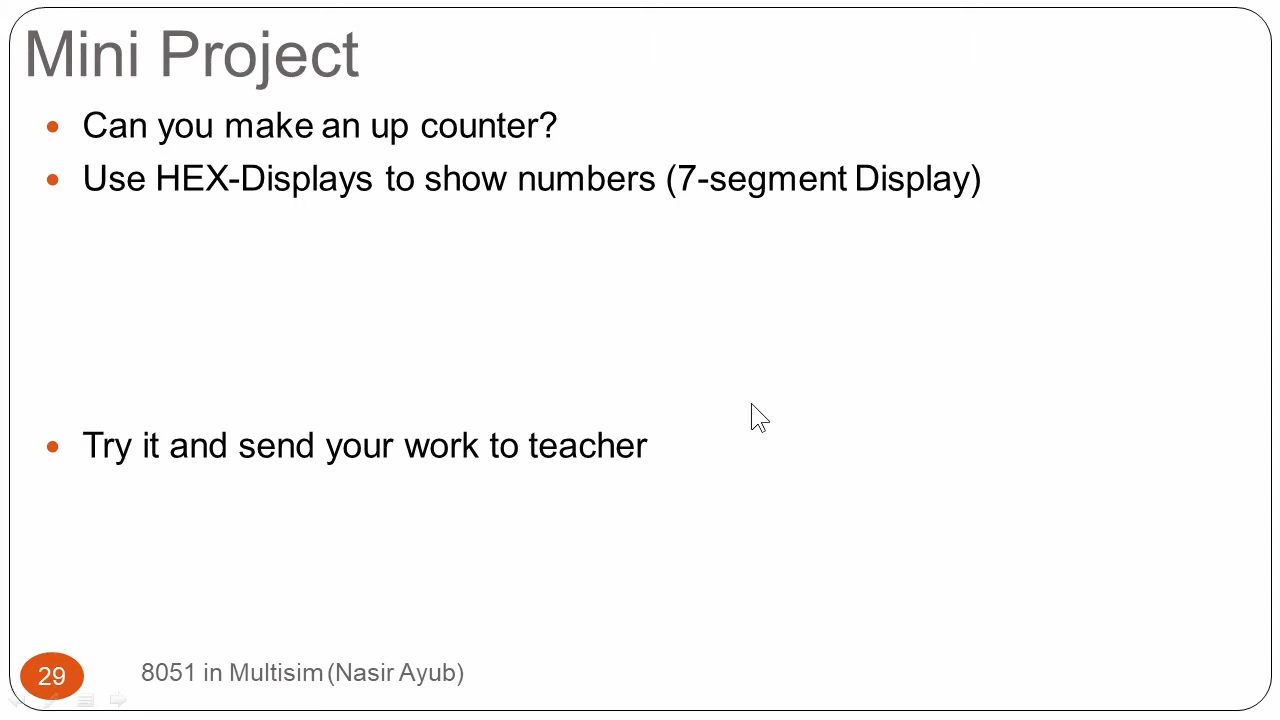 Mini Project
Can you make an up counter?
Use HEX-Displays to show numbers (7-segment Display)
Try it and send your work to teacher
29
8051 in Multisim (Nasir Ayub)